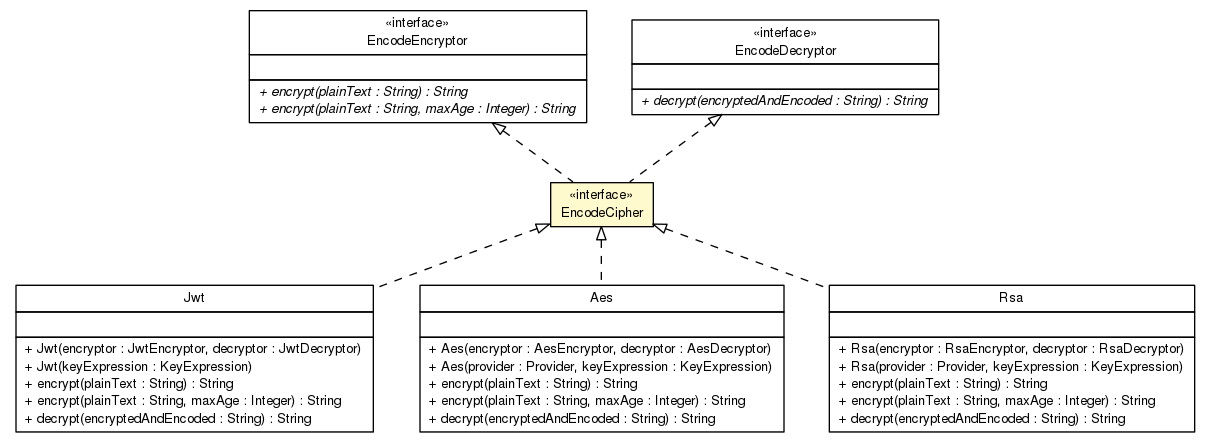 «interface»
EncodeEncryptor
+ encrypt(plainText : String) : String
+ encrypt(plainText : String, maxAge : Integer) : String
«interface»
EncodeDecryptor
+ decrypt(encryptedAndEncoded : String) : String
«interface»
EncodeCipher
Jwt
+ Jwt(encryptor : JwtEncryptor, decryptor : JwtDecryptor)
+ Jwt(keyExpression : KeyExpression)
+ encrypt(plainText : String) : String
+ encrypt(plainText : String, maxAge : Integer) : String
+ decrypt(encryptedAndEncoded : String) : String
Aes
+ Aes(encryptor : AesEncryptor, decryptor : AesDecryptor)
+ Aes(provider : Provider, keyExpression : KeyExpression)
+ encrypt(plainText : String) : String
+ encrypt(plainText : String, maxAge : Integer) : String
+ decrypt(encryptedAndEncoded : String) : String
Rsa
+ Rsa(encryptor : RsaEncryptor, decryptor : RsaDecryptor)
+ Rsa(provider : Provider, keyExpression : KeyExpression)
+ encrypt(plainText : String) : String
+ encrypt(plainText : String, maxAge : Integer) : String
+ decrypt(encryptedAndEncoded : String) : String